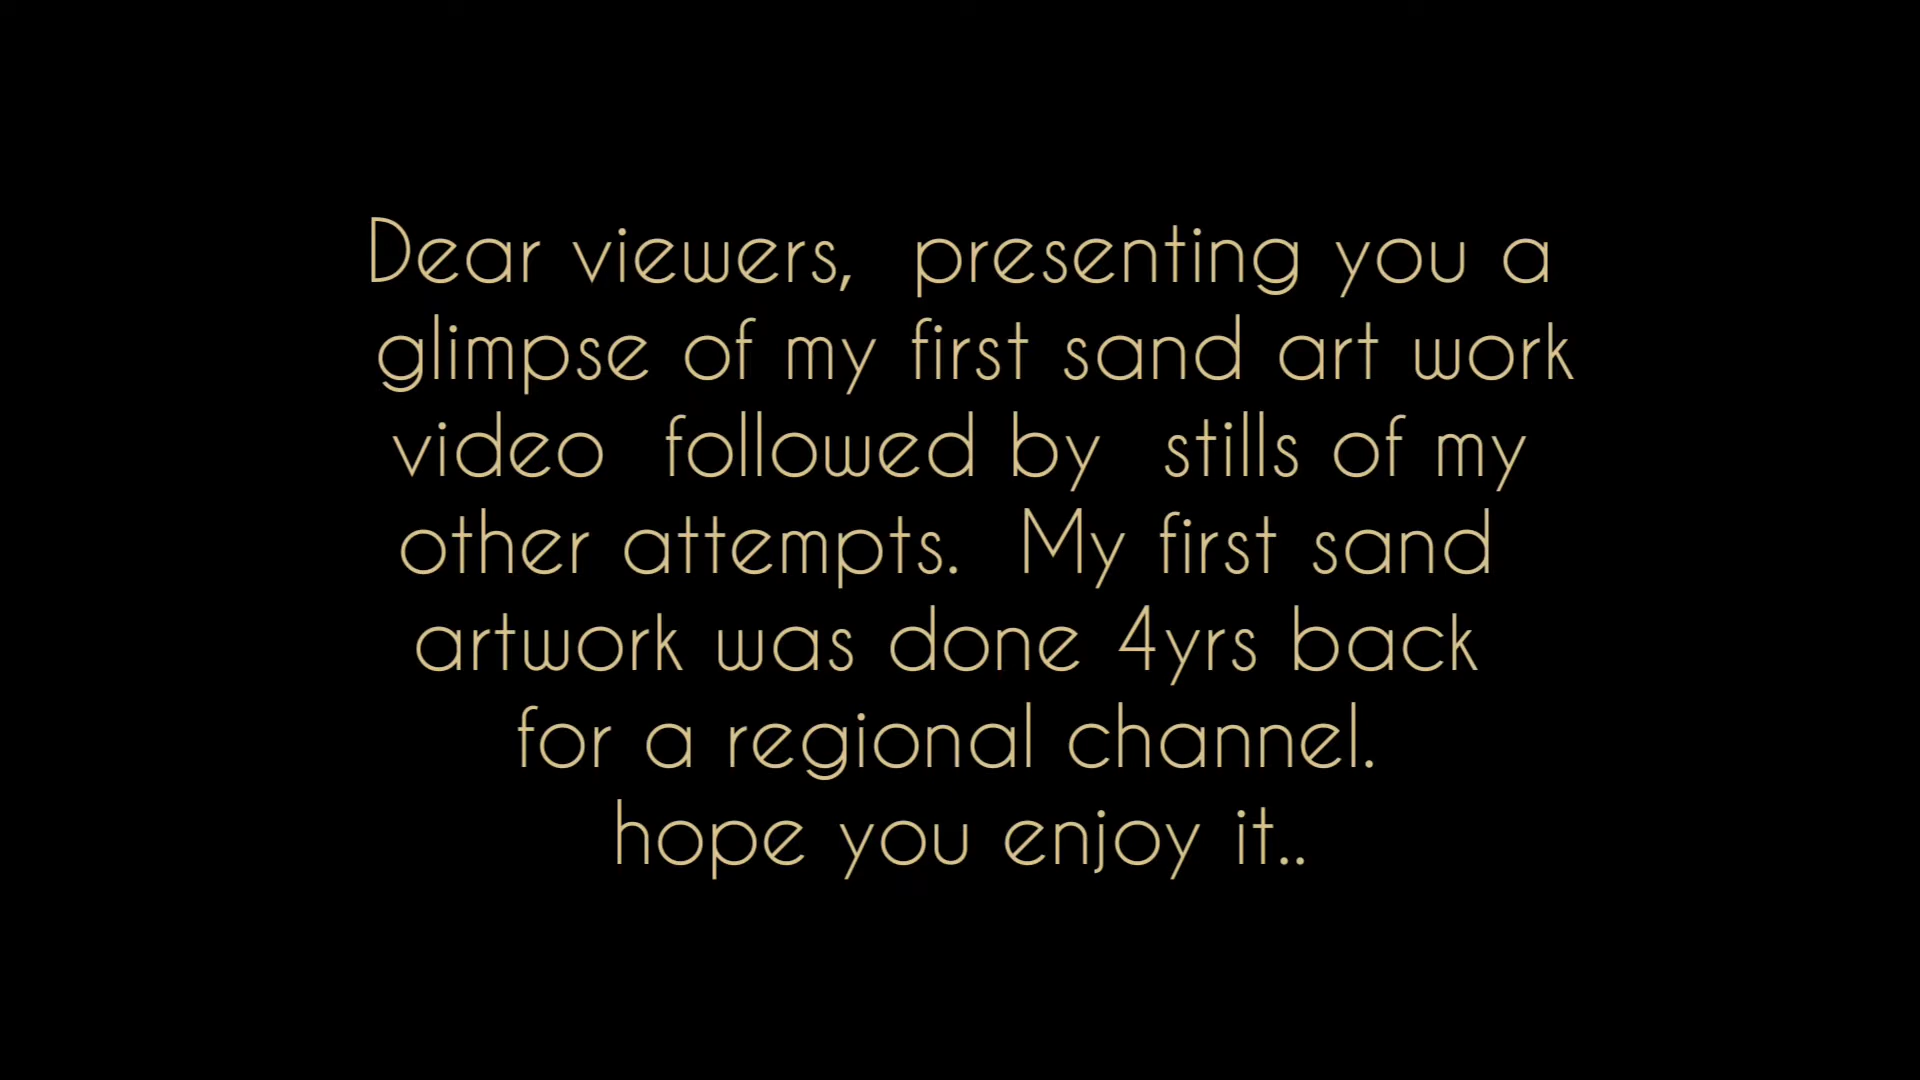 Dear viewers,  presenting you a
glimpse of my first sand art work
video  followed by  stills of my
other attempts.  My first sand
artwork was done 4yrs back
for a regional channel.
hope you enjoy it..